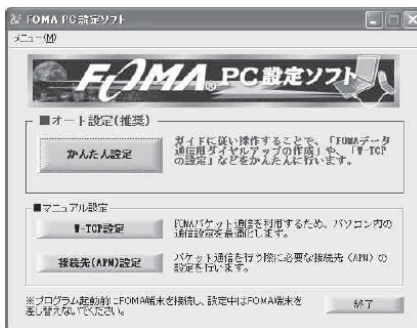 FOMA PC設定ソフト
メニュー(M)
FOMA® PC設定ソフト
■オート設定(推奨)
かんたん設定
ガイドに従い操作することで、「FOMAデータ
通信用ダイヤルアップの作成」や、「W-TCP
の設定」などをかんたんに行います。
■マニュアル設定
W-TCP設定
FOMAパケット通信を利用するため、パソコン内の
通信設定を最適化します。
接続先(APN)設定
パケット通信を行う際に必要な接続先(APN)の
設定を行います。
※プログラム起動前にFOMA端末を接続し、設定中はFOMA端末を
差し替えないでください。
終了